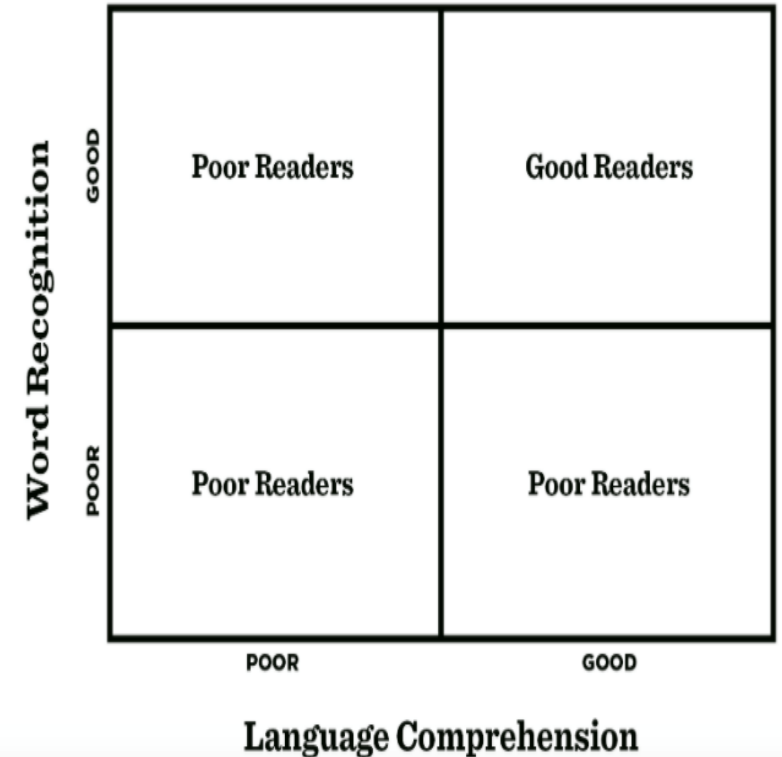 Word Recognition
GOOD
Poor Readers
Good Readers
POOR
Poor Readers
Poor Readers
POOR
GOOD
Language Comprehension